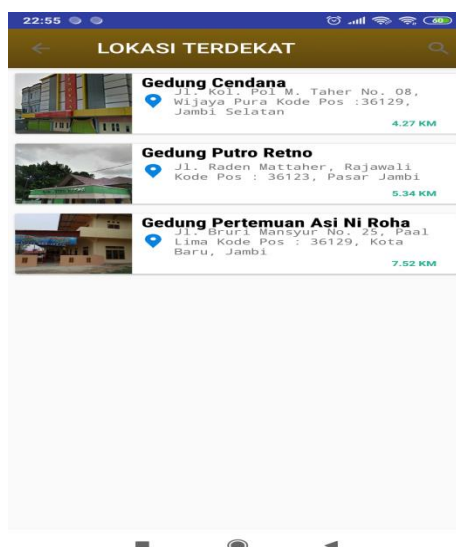 22:55
60
LOKASI TERDEKAT
Gedung Cendana
Jl. Kol. Pol M. Taher No. 08,
Wijaya Pura Kode Pos :36129,
Jambi Selatan
4.27 KM
Gedung Putro Retno
Jl. Raden Mattaher, Rajawali
Kode Pos : 36123, Pasar Jambi
5.34 KM
Gedung Pertemuan Asi Ni Roha
Jl. Bruri Mansyur No. 25, Paal
Lima Kode Pos : 36129, Kota
Baru, Jambi
7.52 KM